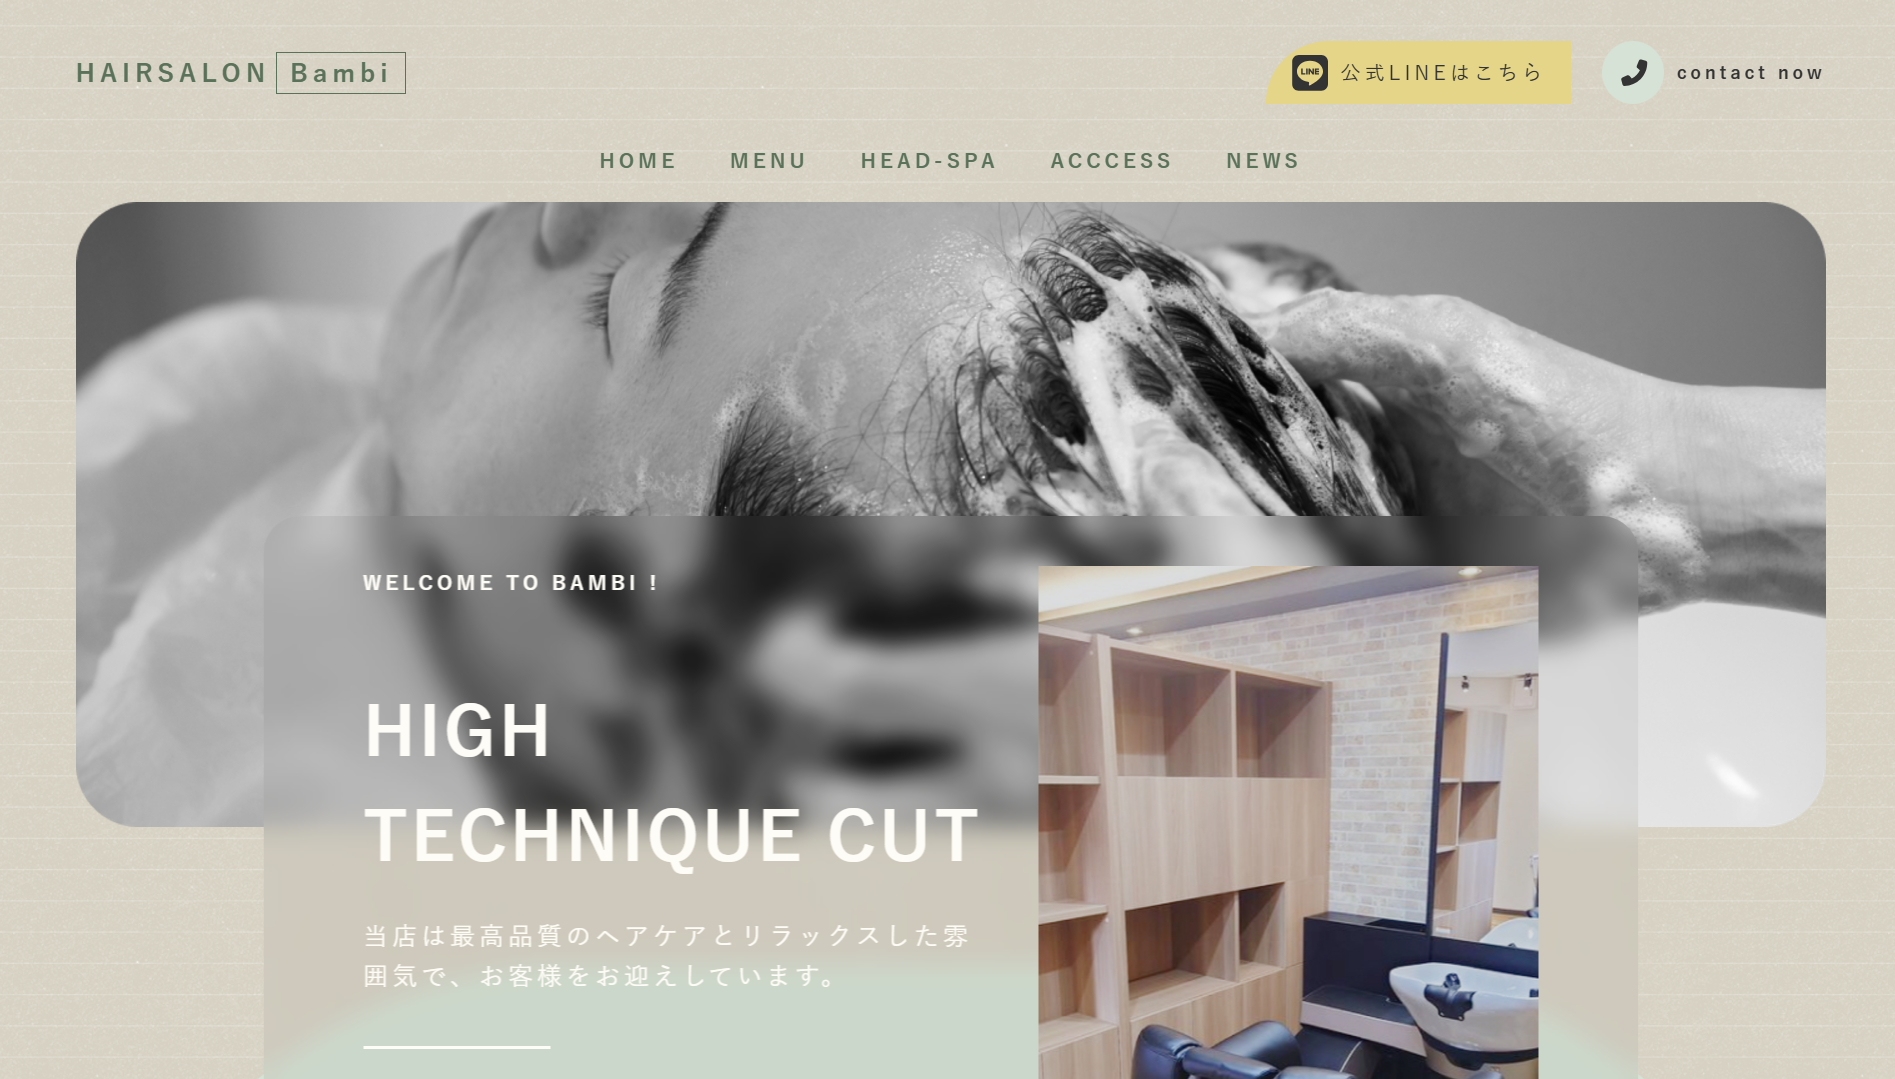 HAIRSALON Bambi
LINE 公式LINEはこちら
contact now
HOME MENU HEAD-SPA ACCCESS NEWS
WELCOME TO BAMBI !
HIGH
TECHNIQUE CUT
当店は最高品質のヘアケアとリラックスした雰
囲気で、お客様をお迎えしています。